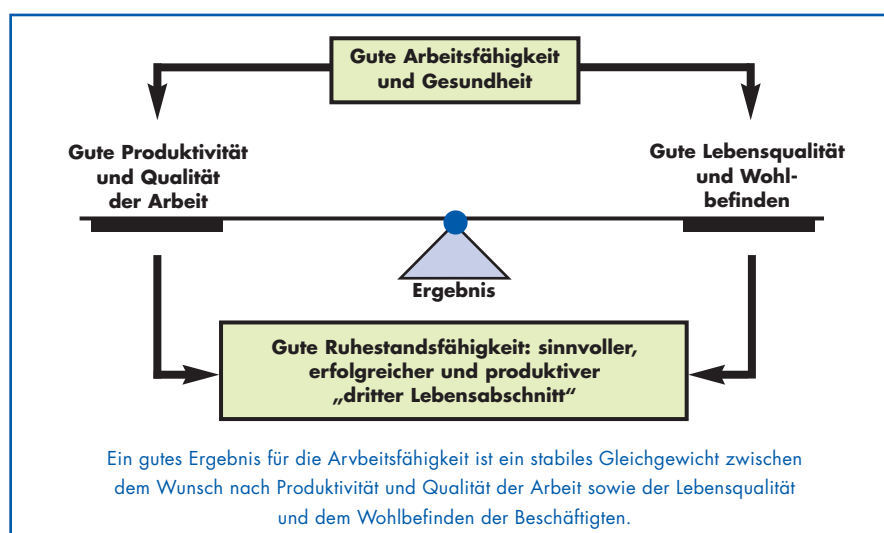 Gute Arbeitsfähigkeit
und Gesundheit
Gute Produktivität
und Qualität
der Arbeit
Gute Lebensqualität
und Wohl-
befinden
Ergebnis
Gute Ruhestandsfähigkeit: sinnvoller,
erfolgreicher und produktiver
„dritter Lebensabschnitt“
Ein gutes Ergebnis für die Arvbeitsfähigkeit ist ein stabiles Gleichgewicht zwischen
dem Wunsch nach Produktivität und Qualität der Arbeit sowie der Lebensqualität
und dem Wohlbefinden der Beschäftigten.